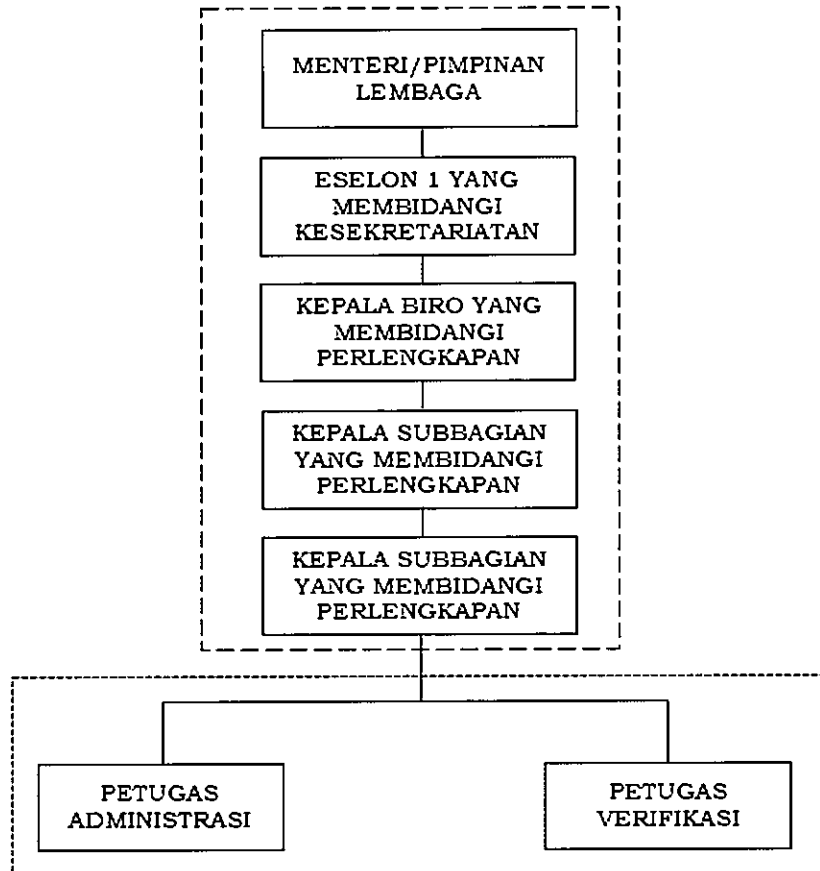 MENTERI/PIMPINAN
LEMBAGA
ESELON 1 YANG
MEMBIDANGI
KESEKRETARIATAN
KEPALA BIRO YANG
MEMBIDANGI
PERLENGKAPAN
KEPALA SUBBAGIAN
YANG MEMBIDANGI
PERLENGKAPAN
KEPALA SUBBAGIAN
YANG MEMBIDANGI
PERLENGKAPAN
PETUGAS
ADMINISTRASI
PETUGAS
VERIFIKASI